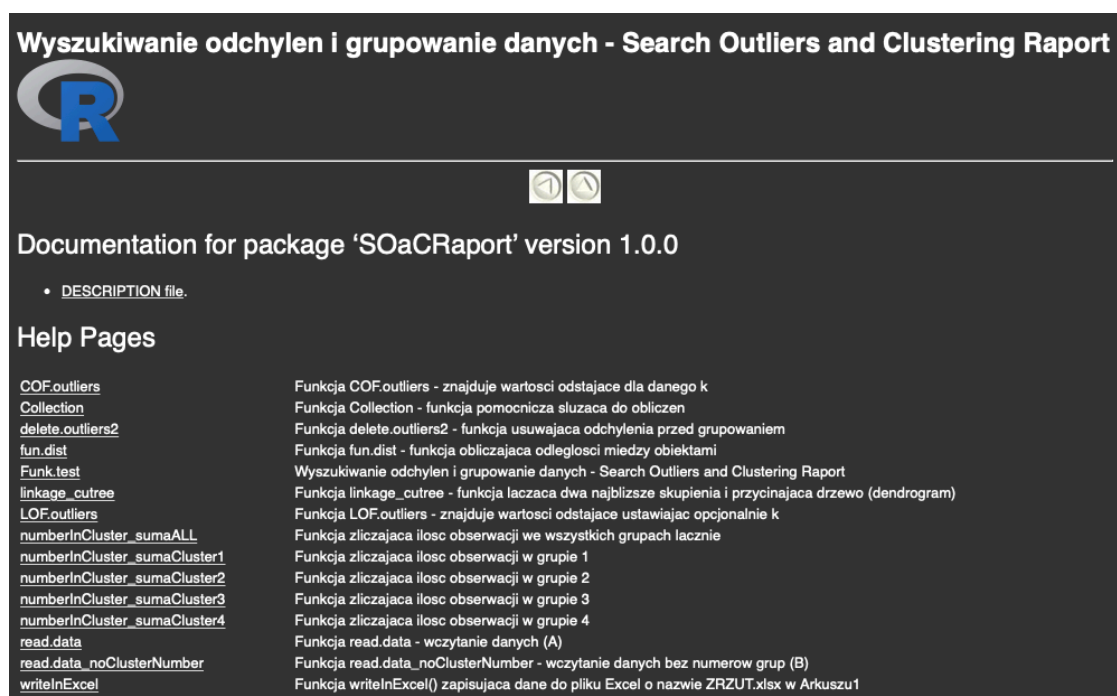 Wyszukiwanie odchylen i grupowanie danych - Search Outliers and Clustering Raport
R
Documentation for package ‘SOaCRaport’ version 1.0.0
• DESCRIPTION file.
Help Pages
COF.outliers Funkcja COF.outliers - znajduje wartosci odstajace dla danego k
Collection Funkcja Collection - funkcja pomocnicza sluzaca do obliczen
delete.outliers2 Funkcja delete.outliers2 - funkcja usuwajaca odchylenia przed grupowaniem
fun.dist Funkcja fun.dist - funkcja obliczajaca odleglosci miedzy obiektami
Funk.test Wyszukiwanie odchylen i grupowanie danych - Search Outliers and Clustering Raport
linkage_cutree Funkcja linkage_cutree - funkcja laczaca dwa najblizsze skupienia i przycinajaca drzewo (dendrogram)
LOF.outliers Funkcja LOF.outliers - znajduje wartosci odstajace ustawiajac opcjonalnie k
numberInCluster_sumaALL Funkcja zliczajaca ilosc obserwacji we wszystkich grupach lacznie
numberInCluster_sumaCluster1 Funkcja zliczajaca ilosc obserwacji w grupie 1
numberInCluster_sumaCluster2 Funkcja zliczajaca ilosc obserwacji w grupie 2
numberInCluster_sumaCluster3 Funkcja zliczajaca ilosc obserwacji w grupie 3
numberInCluster_sumaCluster4 Funkcja zliczajaca ilosc obserwacji w grupie 4
read.data Funkcja read.data - wczytanie danych (A)
read.data_noClusterNumber Funkcja read.data_noClusterNumber - wczytanie danych bez numerow grup (B)
writeInExcel Funkcja writeInExcel() zapisujaca dane do pliku Excel o nazwie ZRZUT.xlsx w Arkuszu1